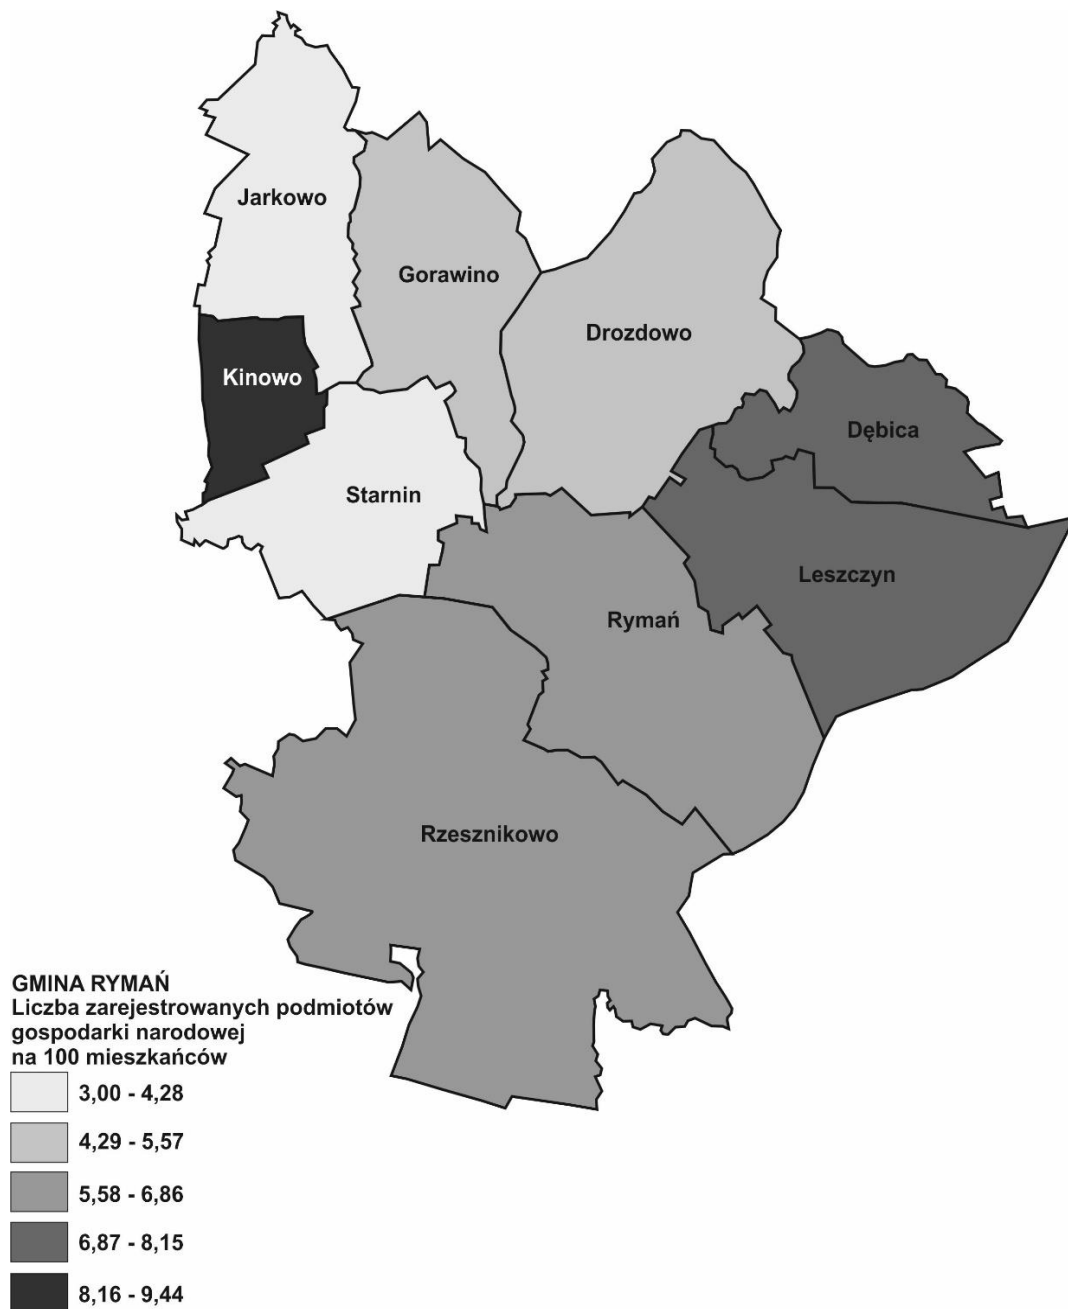 Jarkowo
Gorawino
Drozdowo
Kinowo
Dębica
Starnin
Leszczyn
Rymań
Rzesznikowo
GMINA RYMAŃ
Liczba zarejestrowanych podmiotów
gospodarki narodowej
na 100 mieszkańców
3,00 - 4,28
4,29 - 5,57
5,58 - 6,86
6,87 - 8,15
8,16 - 9,44